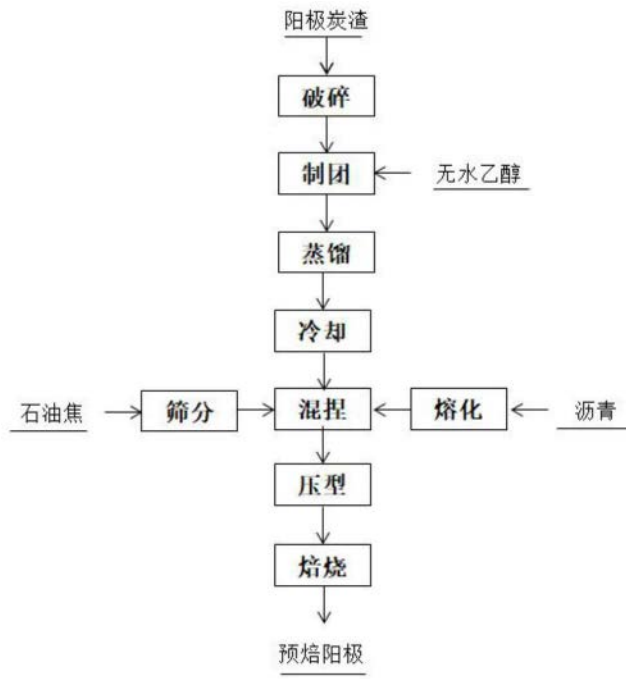 阳极炭渣
破碎
制团
无水乙醇
蒸馏
冷却
石油焦
筛分
混捏
熔化
沥青
压型
焙烧
预焙阳极